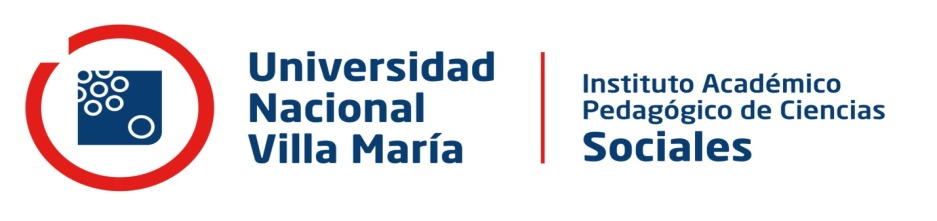 Universidad
Nacional
Villa María
Instituto Académico
Pedagógico de Ciencias
Sociales